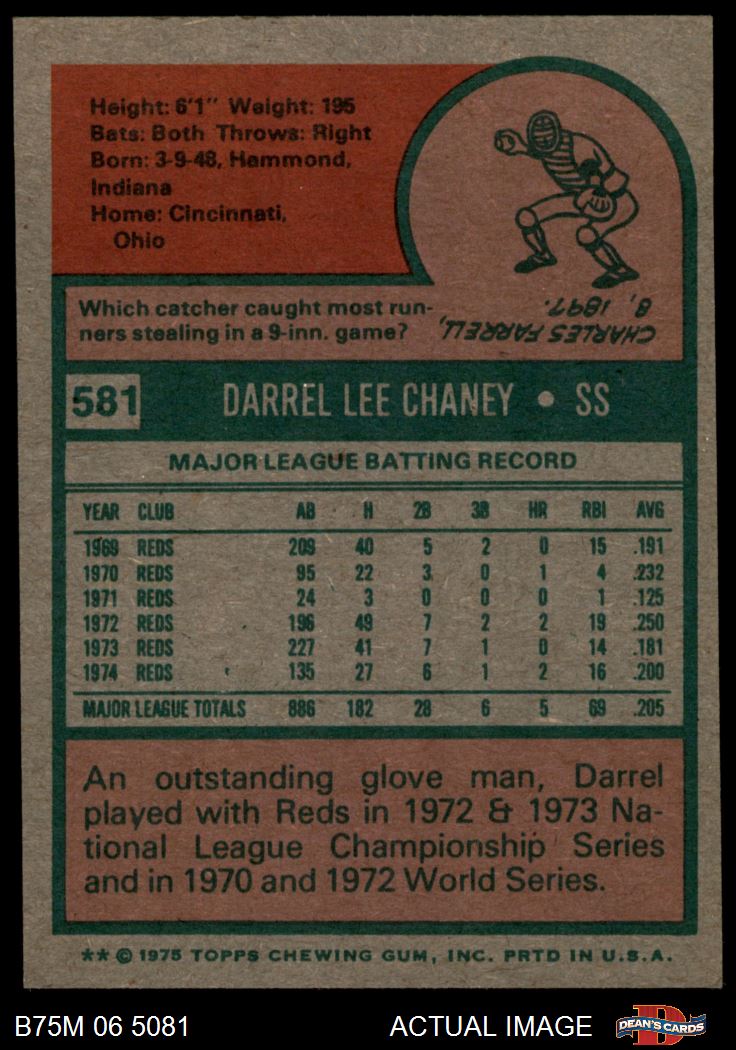 Height: 6'1" Weight: 195
Bats: Both Throws: Right
Born: 3-9-48, Hammond,
Indiana
Home: Cincinnati,
Ohio
Which catcher caught most run-
ners stealing in a 9-inn. game?
CHARLES FARRELL,
8, 1897.
581 DARREL LEE CHANEY • SS
MAJOR LEAGUE BATTING RECORD
YEAR CLUB AB H 2B 3B HR RBI AVG
1969 REDS 209 40 5 2 0 15 .191
1970 REDS 95 22 3 0 1 4 .232
1971 REDS 24 3 0 0 0 1 .125
1972 REDS 196 49 7 2 2 19 .250
1973 REDS 227 41 7 1 0 14 .181
1974 REDS 135 27 6 1 2 16 .200
MAJOR LEAGUE TOTALS 886 182 28 6 5 69 .205
An outstanding glove man, Darrel
played with Reds in 1972 & 1973 Na-
tional League Championship Series
and in 1970 and 1972 World Series.
** © 1975 TOPPS CHEWING GUM, INC. PRTD IN U.S.A.
B75M 06 5081 ACTUAL IMAGE
D
DEAN'S CARDS